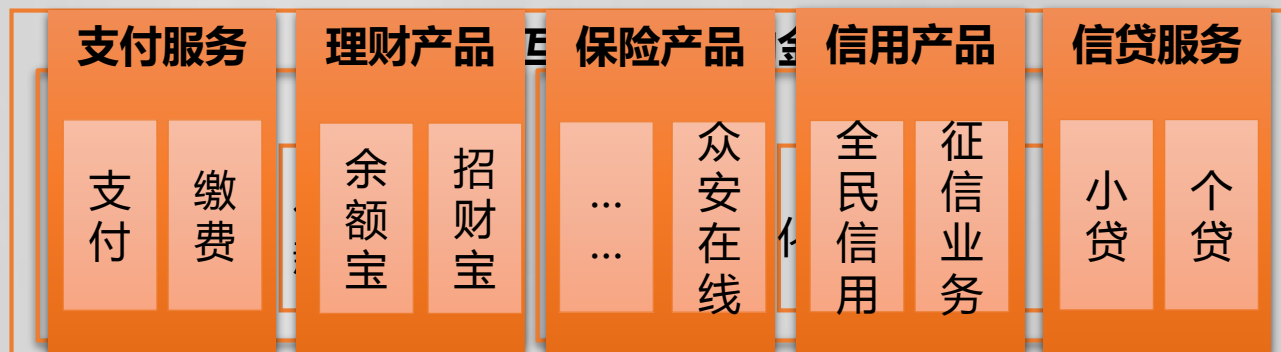 支付服务
支付
缴费
理财产品
余额宝
招财宝
保险产品
... ...
众安在线
信用产品
全民信用
征信业务
信贷服务
小贷
个贷